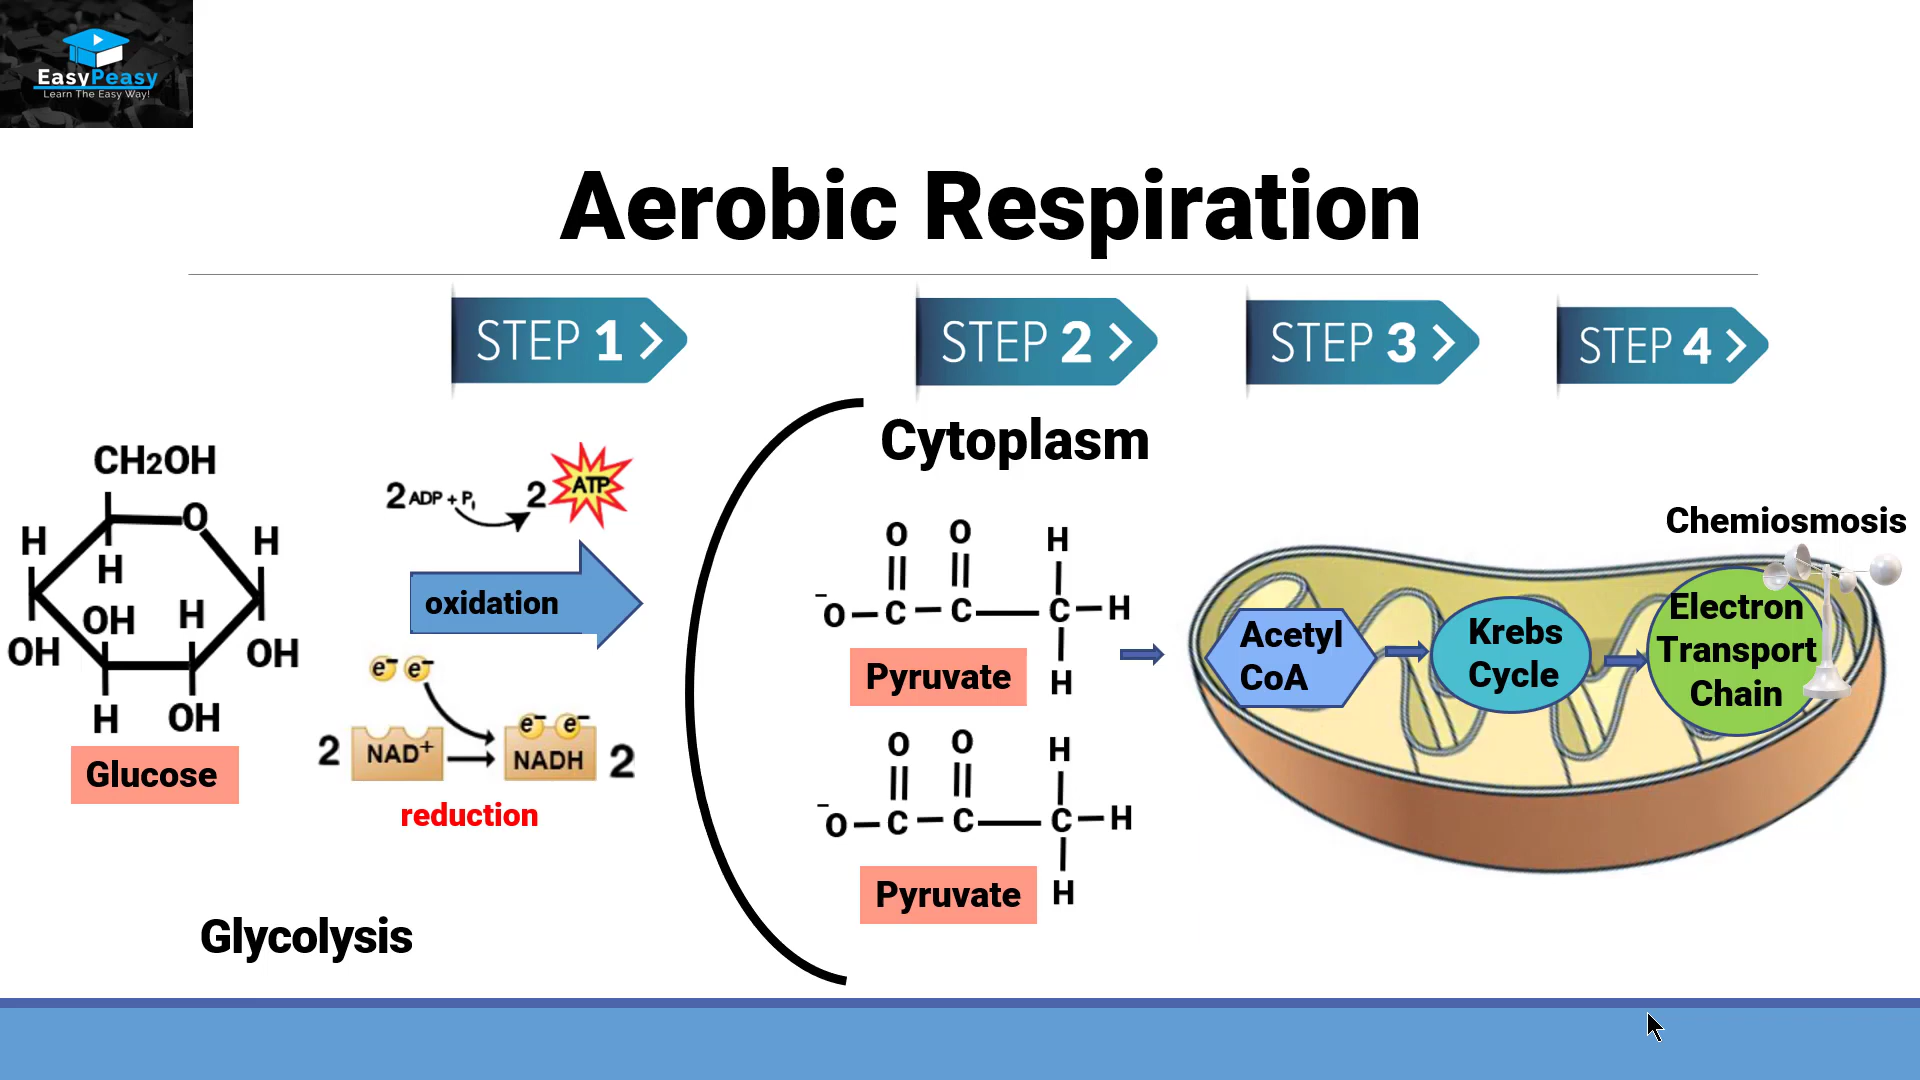 EasyPeasy
Learn The Easy Way!
Aerobic Respiration
STEP 1
STEP 2
STEP 3
STEP 4
CH2OH
O
H
H
H
OH
H
OH
OH
H
OH
Glucose
2 ADP + Pi
2 ATP
oxidation
e- e-
2 NAD+
e- e-
NADH 2
reduction
Glycolysis
Cytoplasm
O O H
-O C C C H
H
Pyruvate
O O H
-O C C C H
H
Pyruvate
Acetyl
CoA
Krebs
Cycle
Chemiosmosis
Electron
Transport
Chain